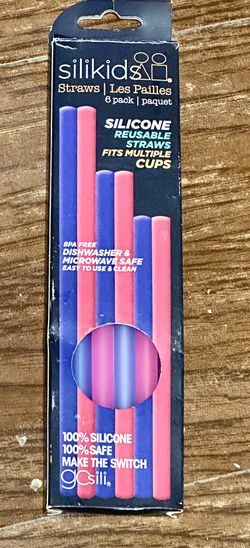 silikids
Straws | Les Pailles
6 pack | paquet
SILICONE
REUSABLE
STRAWS
FITS MULTIPLE
CUPS
BPA FREE
DISHWASHER &
MICROWAVE SAFE
EASY TO USE & CLEAN
100% SILICONE
100% SAFE
MAKE THE SWITCH
gosili